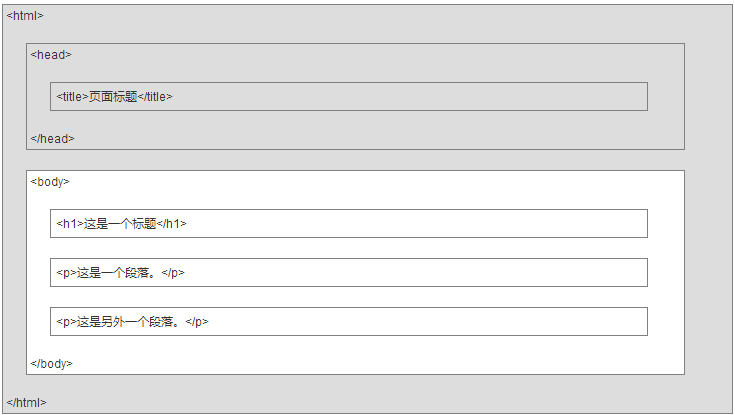 <html>
<head>
<title>页面标题</title>
</head>
<body>
<h1>这是一个标题</h1>
<p>这是一个段落。</p>
<p>这是另外一个段落。</p>
</body>
</html>